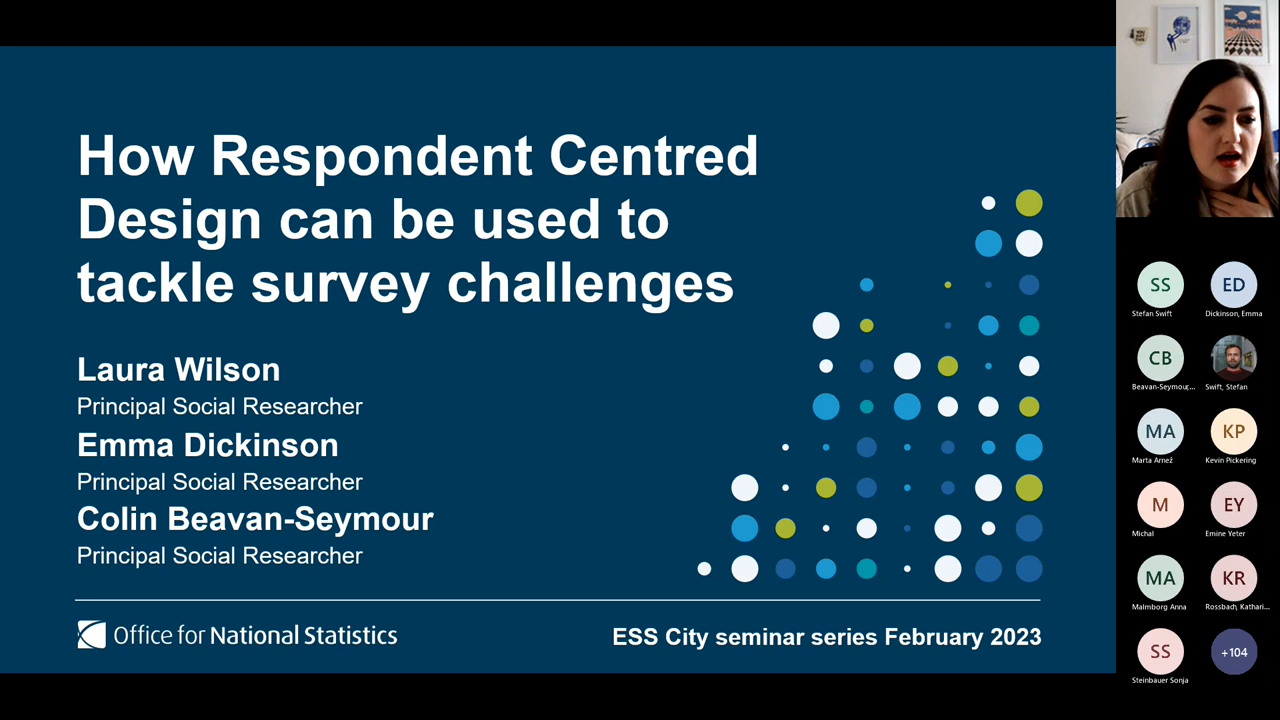 How Respondent Centred
Design can be used to
tackle survey challenges
Laura Wilson
Principal Social Researcher
Emma Dickinson
Principal Social Researcher
Colin Beavan-Seymour
Principal Social Researcher
Office for National Statistics
ESS City seminar series February 2023
SS
Stefan Swift
ED
Dickinson, Emma
CB
Beavan-Seymour,...
Swift, Stefan
MA
Marta Arnež
KP
Kevin Pickering
M
Michal
EY
Emine Yeter
MA
Malmborg Anna
KR
Rossbach, Kathari...
SS
Steinbauer Sonja
+104